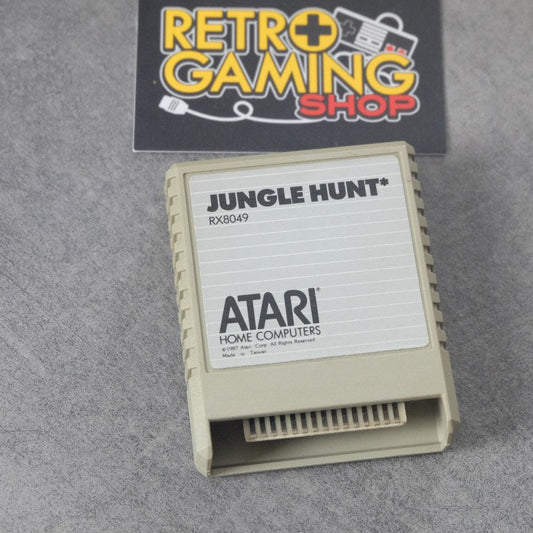 RETRO
GAMING
SHOP
JUNGLE HUNT*
RX8049
ATARI®
HOME COMPUTERS
©1987 Atari, Corp. All Rights Reserved
Made in Taiwan